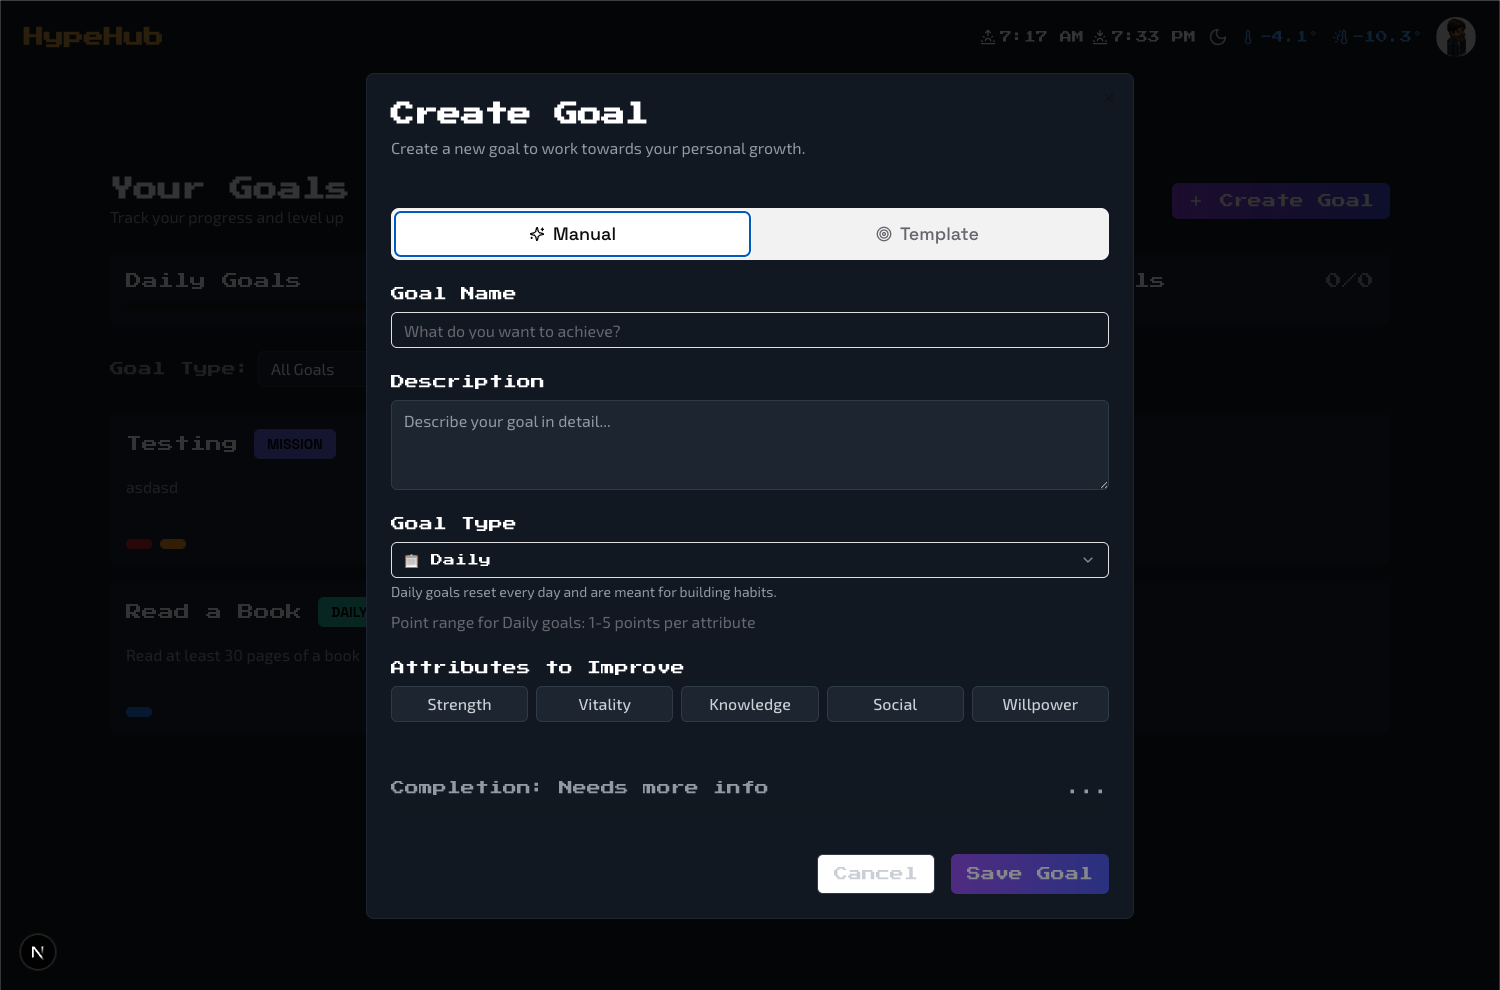 HypeHub
7:17 AM 7:33 PM -4.1° -10.3°
Create Goal
Create a new goal to work towards your personal growth.
Your Goals
Track your progress and level up
+ Create Goal
Manual
Template
Daily Goals
ls
0/0
Goal Name
What do you want to achieve?
Goal Type:
All Goals
Description
Describe your goal in detail...
Testing
MISSION
asdasd
Goal Type
Daily
Daily goals reset every day and are meant for building habits.
Point range for Daily goals: 1-5 points per attribute
Read a Book
DAILY
Read at least 30 pages of a book
Attributes to Improve
Strength
Vitality
Knowledge
Social
Willpower
Completion: Needs more info
...
Cancel
Save Goal
N